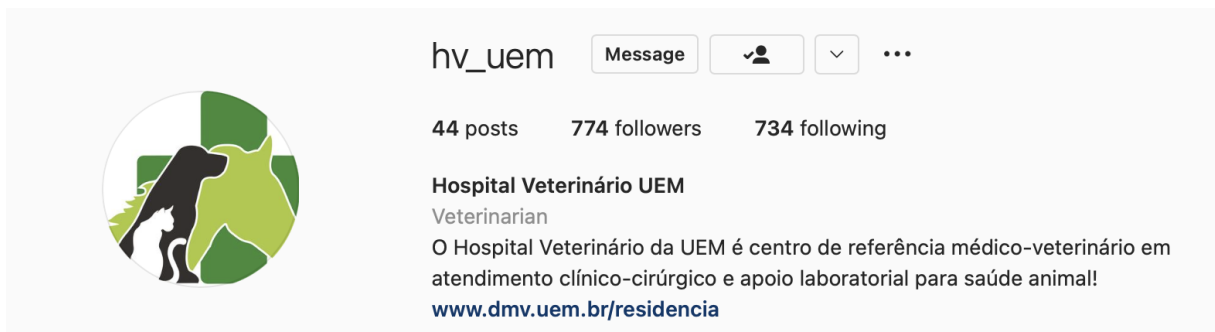 hv_uem Message
44 posts 774 followers 734 following
Hospital Veterinário UEM
Veterinarian
O Hospital Veterinário da UEM é centro de referência médico-veterinário em
atendimento clínico-cirúrgico e apoio laboratorial para saúde animal!
www.dmv.uem.br/residencia